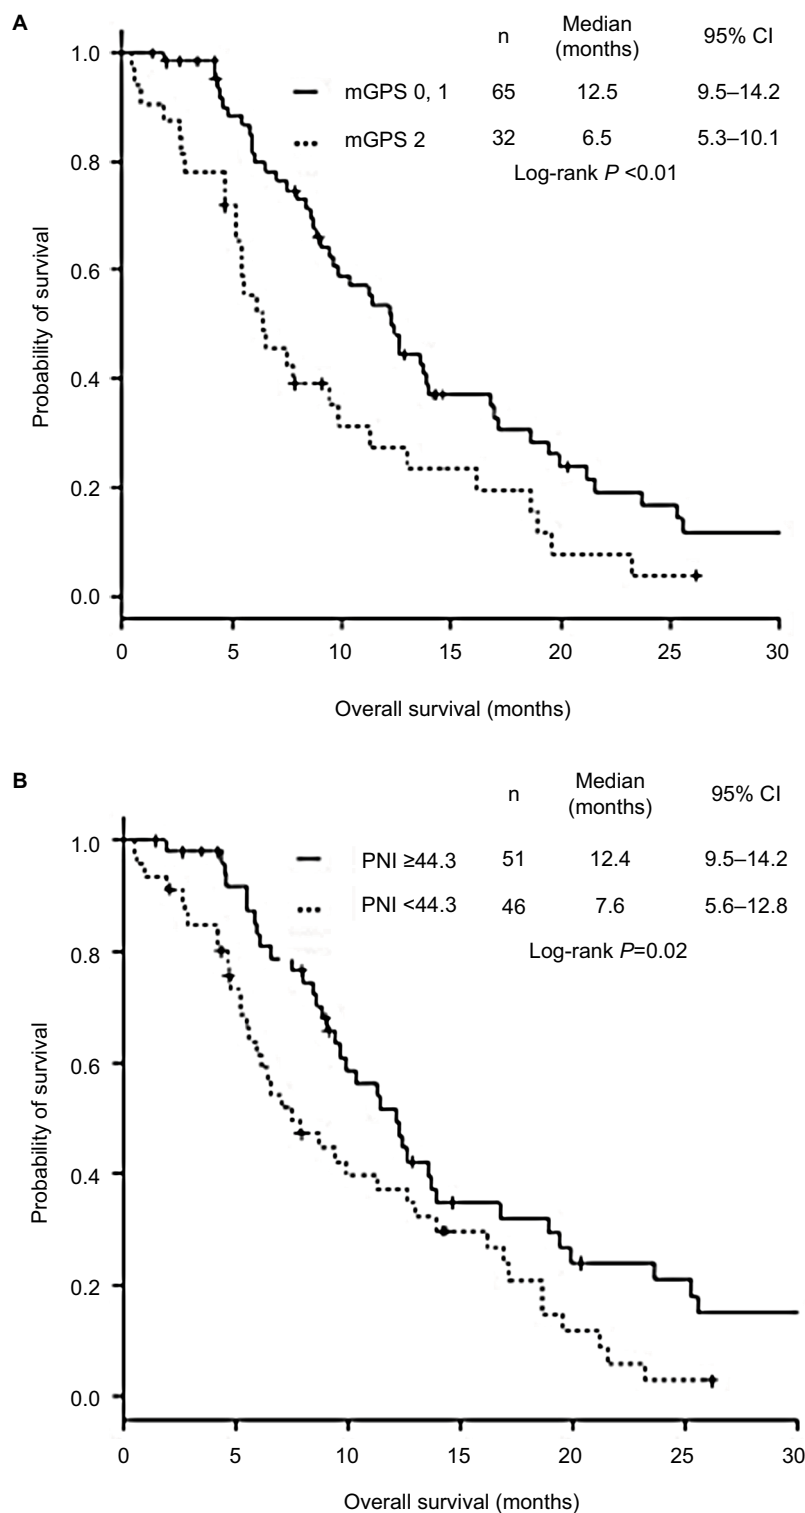 A
n Median (months) 95% CI
mGPS 0, 1 65 12.5 9.5–14.2
mGPS 2 32 6.5 5.3–10.1
Log-rank P <0.01
Probability of survival
1.0
0.8
0.6
0.4
0.2
0.0
0 5 10 15 20 25 30
Overall survival (months)
B
n Median (months) 95% CI
PNI ≥44.3 51 12.4 9.5–14.2
PNI <44.3 46 7.6 5.6–12.8
Log-rank P=0.02
Probability of survival
1.0
0.8
0.6
0.4
0.2
0.0
0 5 10 15 20 25 30
Overall survival (months)